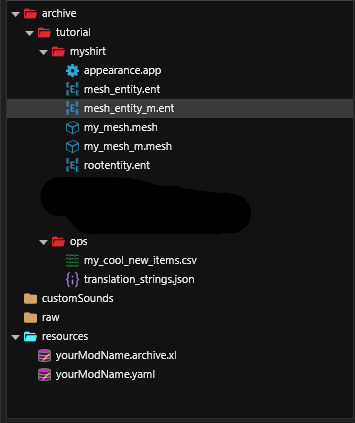 archive
tutorial
myshirt
appearance.app
mesh_entity.ent
mesh_entity_m.ent
my_mesh.mesh
my_mesh_m.mesh
rootentity.ent
ops
my_cool_new_items.csv
translation_strings.json
customSounds
raw
resources
yourModName.archive.xl
yourModName.yaml